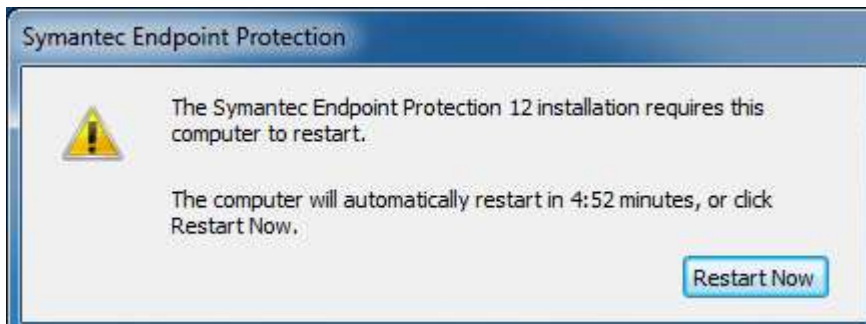 Symantec Endpoint Protection
The Symantec Endpoint Protection 12 installation requires this
computer to restart.
The computer will automatically restart in 4:52 minutes, or click
Restart Now.
Restart Now